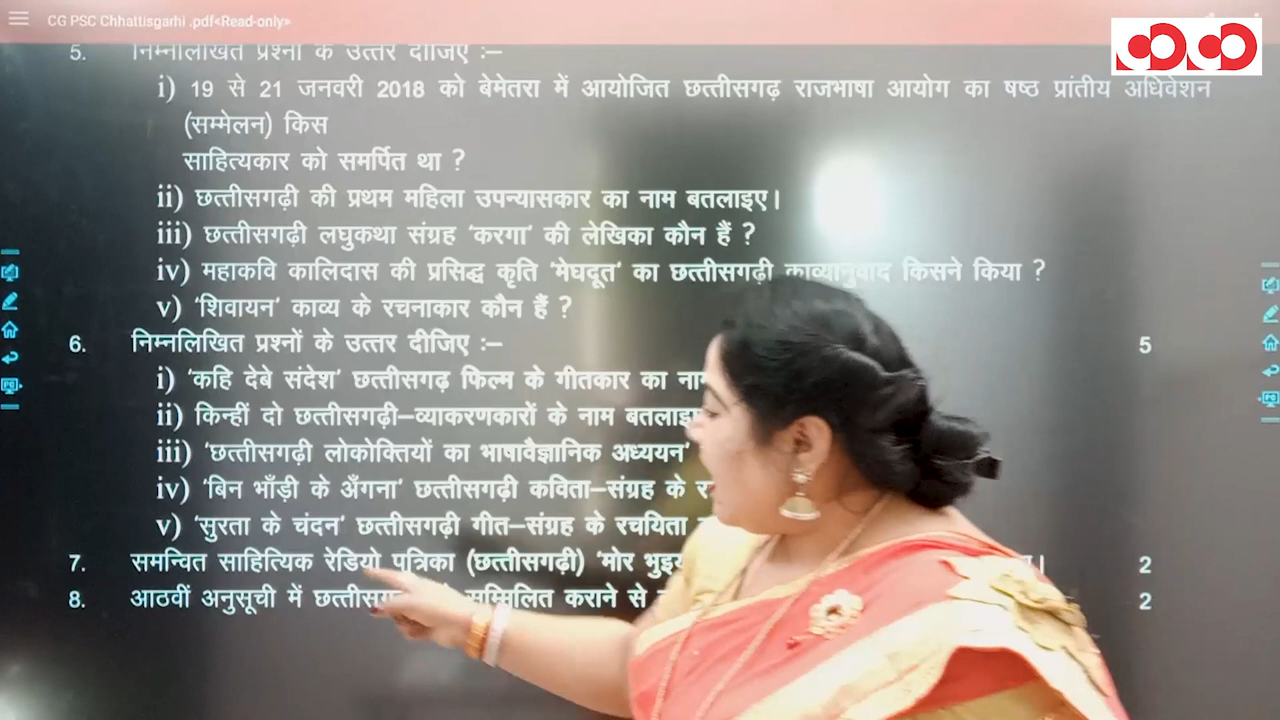 CG PSC Chhattisgarhi .pdf<Read-only>
5. निम्नलिखित प्रश्नों के उत्तर दीजिए :–
i) 19 से 21 जनवरी 2018 को बेमेतरा में आयोजित छत्तीसगढ़ राजभाषा आयोग का षष्ठ प्रांतीय अधिवेशन
(सम्मेलन) किस
साहित्यकार को समर्पित था ?
ii) छत्तीसगढ़ी की प्रथम महिला उपन्यासकार का नाम बतलाइए।
iii) छत्तीसगढ़ी लघुकथा संग्रह ‘करगा’ की लेखिका कौन हैं ?
iv) महाकवि कालिदास की प्रसिद्ध कृति ‘मेघदूत’ का छत्तीसगढ़ी काव्यानुवाद किसने किया ?
v) ‘शिवायन’ काव्य के रचनाकार कौन हैं ?
6. निम्नलिखित प्रश्नों के उत्तर दीजिए :– 5
i) ‘कहि देबे संदेश’ छत्तीसगढ़ फिल्म के गीतकार का
ii) किन्हीं दो छत्तीसगढ़ी–व्याकरणकारों के नाम
iii) ‘छत्तीसगढ़ी लोकोक्तियों का भाषावैज्ञानिक अध्ययन’
iv) ‘बिन भाँड़ी के अँगना’ छत्तीसगढ़ी कविता–संग्रह के
v) ‘सुरता के चंदन’ छत्तीसगढ़ी गीत–संग्रह के रचयिता
7. समन्वित साहित्यिक रेडियो पत्रिका (छत्तीसगढ़ी) ‘मोर 2
8. आठवीं अनुसूची में सम्मिलित कराने से 2